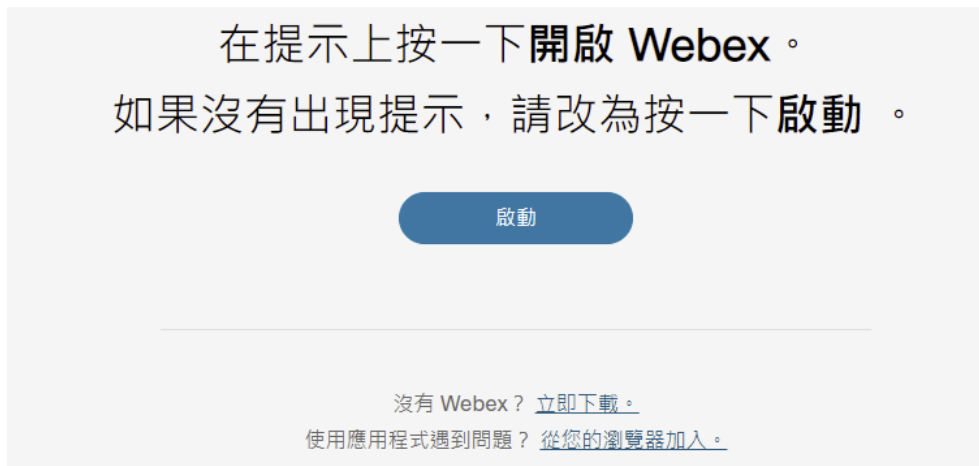 在提示上按一下開啟 Webex。
如果沒有出現提示，請改為按一下啟動 。
啟動
沒有 Webex？ 立即下載。
使用應用程式遇到問題？ 從您的瀏覽器加入。